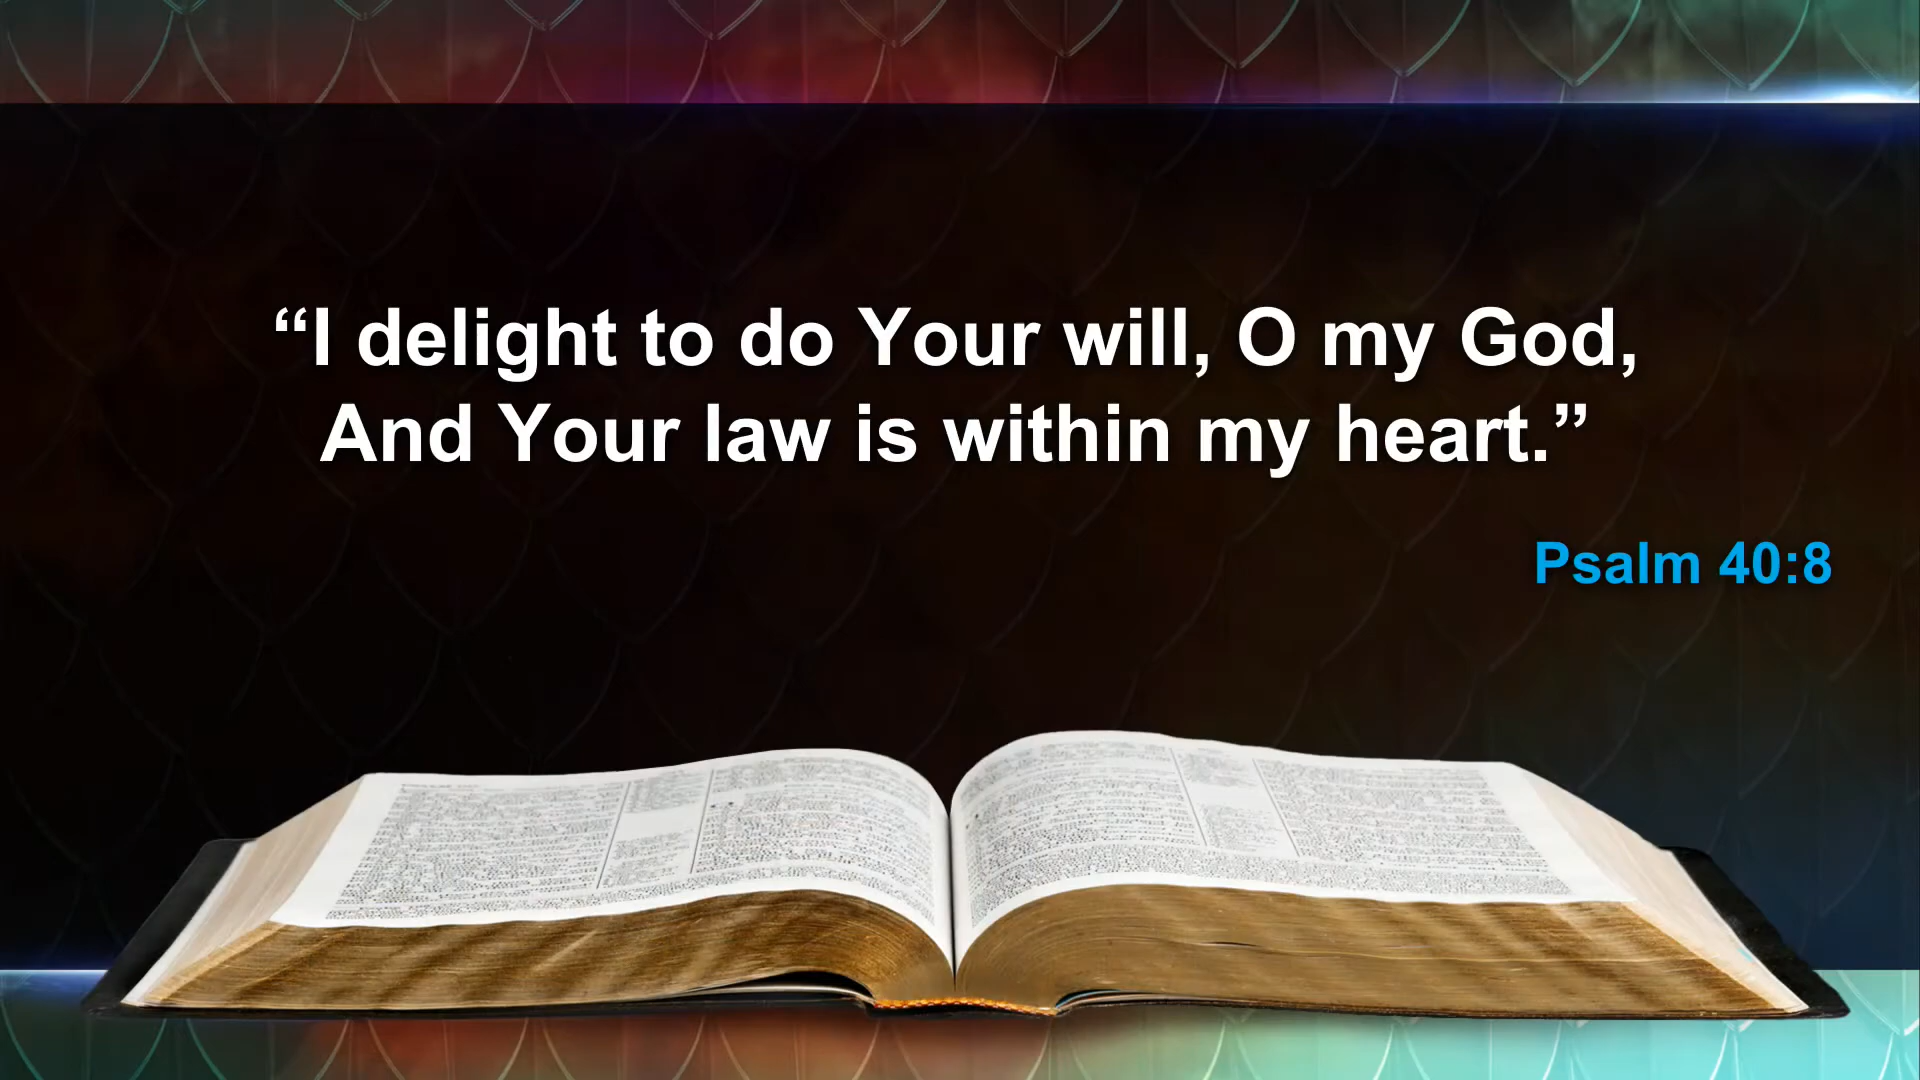 “I delight to do Your will, O my God,
And Your law is within my heart.”
Psalm 40:8